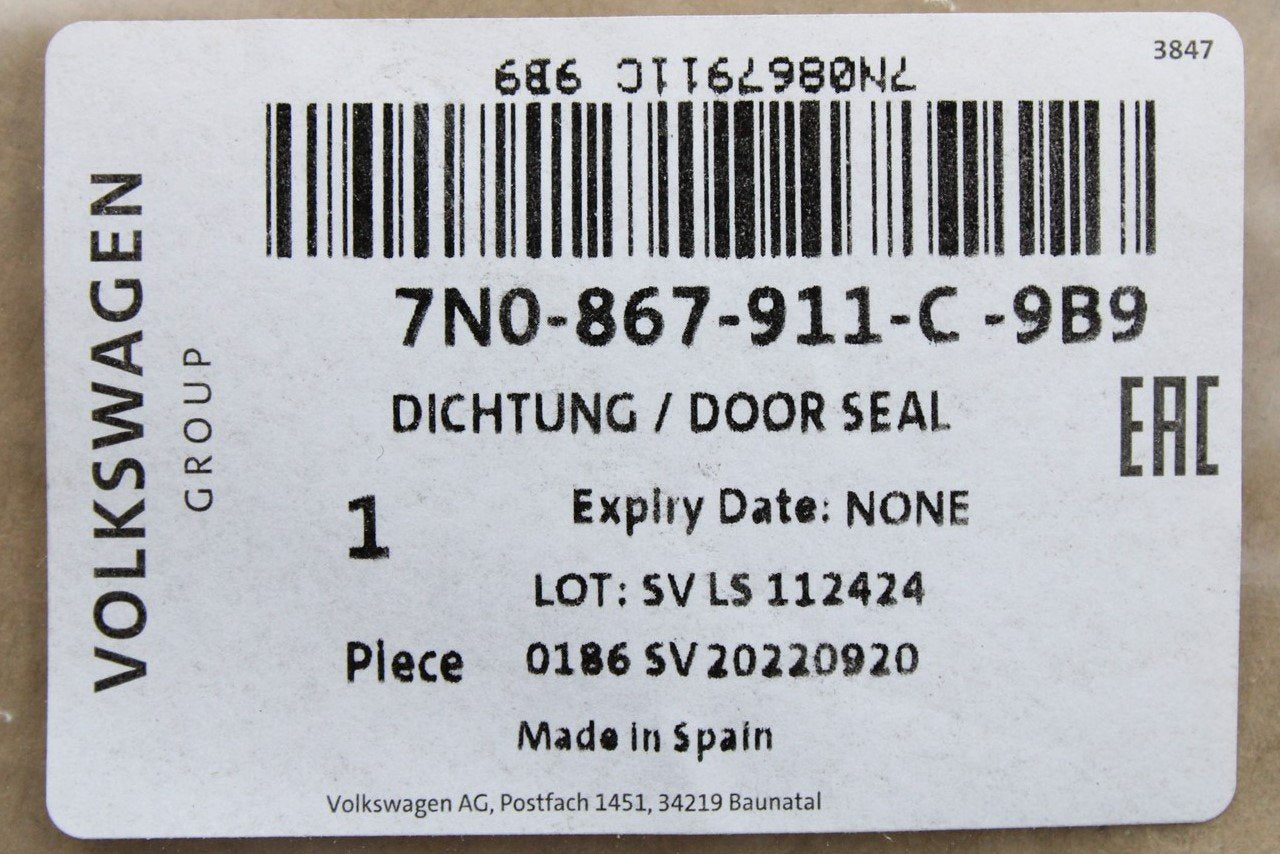 3847
7N0867911C 9B9
VOLKSWAGEN
GROUP
7N0-867-911-C -9B9
DICHTUNG / DOOR SEAL
EAC
Expiry Date: NONE
1
LOT: SV LS 112424
Piece 0186 SV 20220920
Made in Spain
Volkswagen AG, Postfach 1451, 34219 Baunatal